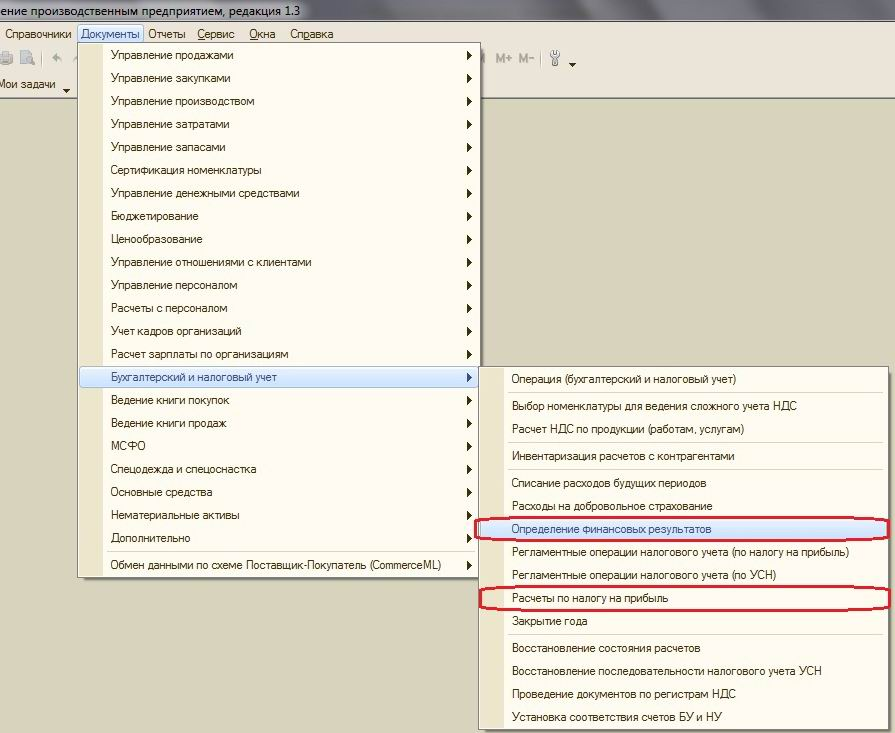 ение производственным предприятием, редакция 1.3
Справочники Документы Отчеты Сервис Окна Справка
M+ M-
Мои задачи
Управление продажами
Управление закупками
Управление производством
Управление затратами
Управление запасами
Сертификация номенклатуры
Управление денежными средствами
Бюджетирование
Ценообразование
Управление отношениями с клиентами
Управление персоналом
Расчеты с персоналом
Учет кадров организаций
Расчет зарплаты по организациям
Бухгалтерский и налоговый учет
Ведение книги покупок
Ведение книги продаж
МСФО
Спецодежда и спецоснастка
Основные средства
Нематериальные активы
Дополнительно
Обмен данными по схеме Поставщик-Покупатель (CommerceML)
Операция (бухгалтерский и налоговый учет)
Выбор номенклатуры для ведения сложного учета НДС
Расчет НДС по продукции (работам, услугам)
Инвентаризация расчетов с контрагентами
Списание расходов будущих периодов
Расходы на добровольное страхование
Определение финансовых результатов
Регламентные операции налогового учета (по налогу на прибыль)
Регламентные операции налогового учета (по УСН)
Расчеты по налогу на прибыль
Закрытие года
Восстановление состояния расчетов
Восстановление последовательности налогового учета УСН
Проведение документов по регистрам НДС
Установка соответствия счетов БУ и НУ